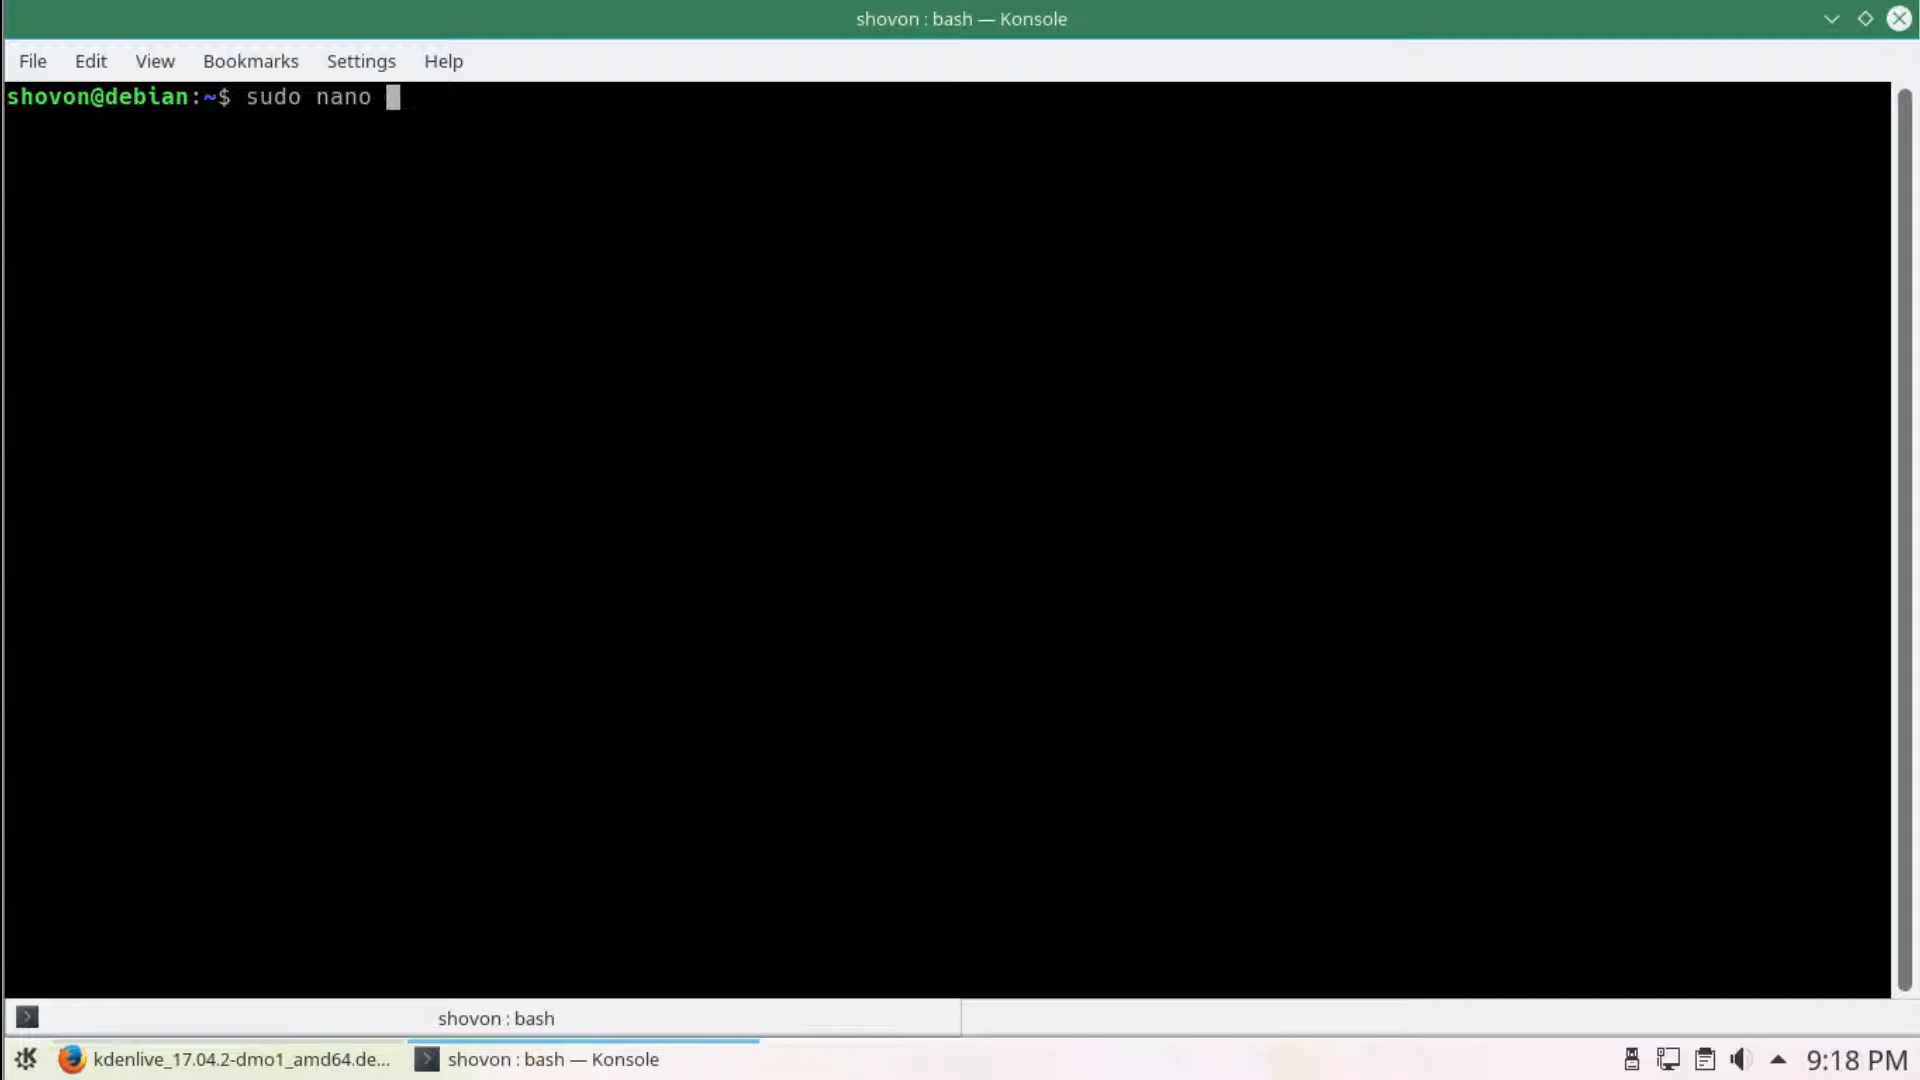 shovon : bash — Konsole
File Edit View Bookmarks Settings Help
shovon@debian:~$ sudo nano
shovon : bash
kdenlive_17.04.2-dmo1_amd64.de... shovon : bash — Konsole 9:18 PM